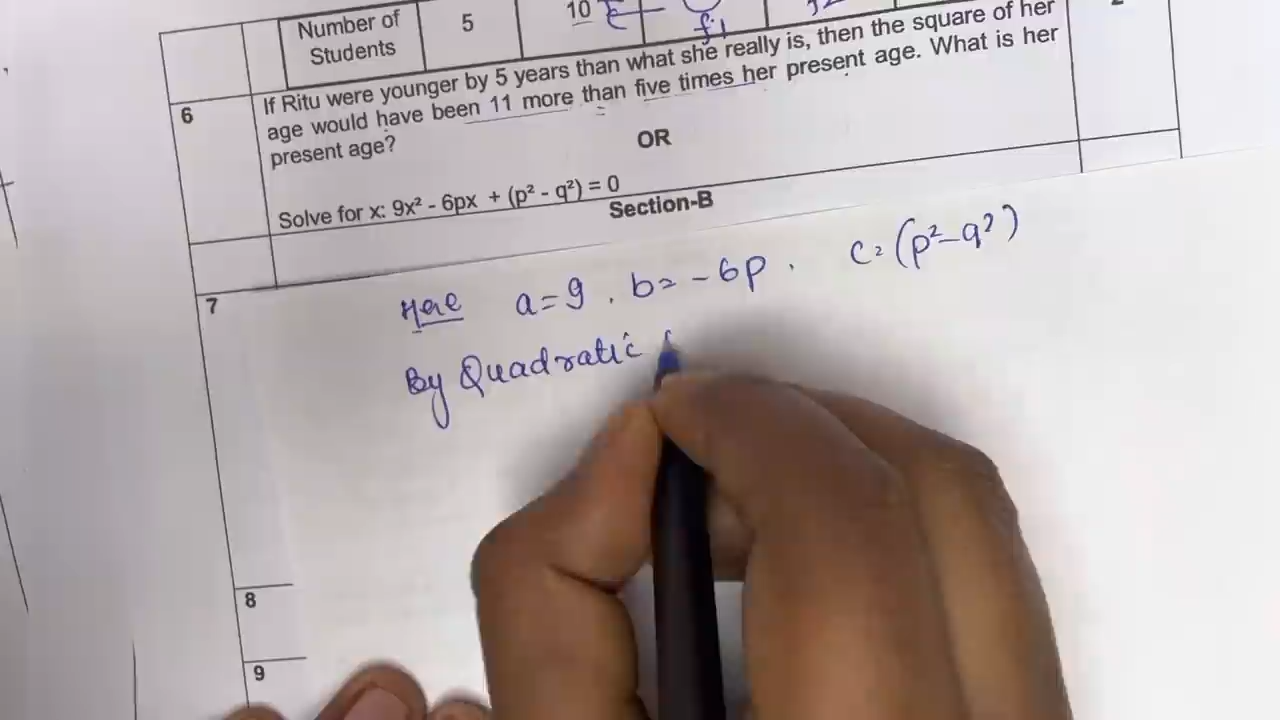 Number of Students 5 10
6 If Ritu were younger by 5 years than what she really is, then the square of her
age would have been 11 more than five times her present age. What is her
present age?
OR
Solve for x: 9x² - 6px + (p² - q²) = 0
Section-B
7
Here a = 9 . b = - 6p . C = (p² - q²)
By Quadratic
8
9